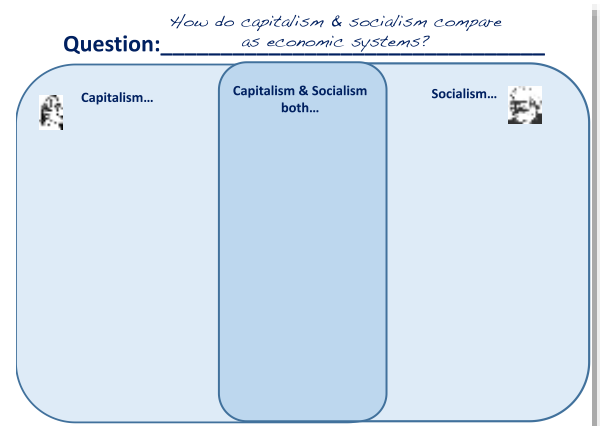 How do capitalism & socialism compare
Question: as economic systems?
Capitalism…
Capitalism & Socialism
both…
Socialism…